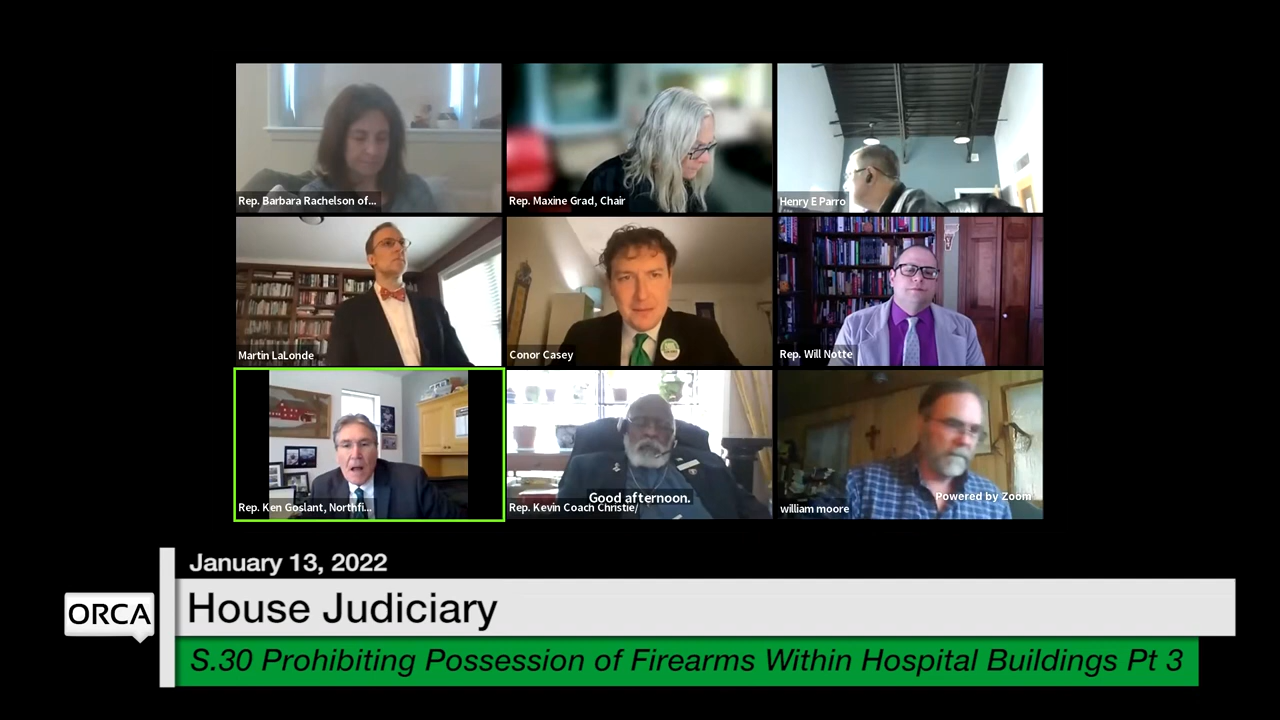 Rep. Barbara Rachelson of...
Rep. Maxine Grad, Chair
Henry E Parro
Martin LaLonde
Conor Casey
Rep. Will Notte
Rep. Ken Goslant, Northfi...
Good afternoon.
Rep. Kevin Coach Christie/
Powered by Zoom
william moore
January 13, 2022
ORCA
House Judiciary
S.30 Prohibiting Possession of Firearms Within Hospital Buildings Pt 3